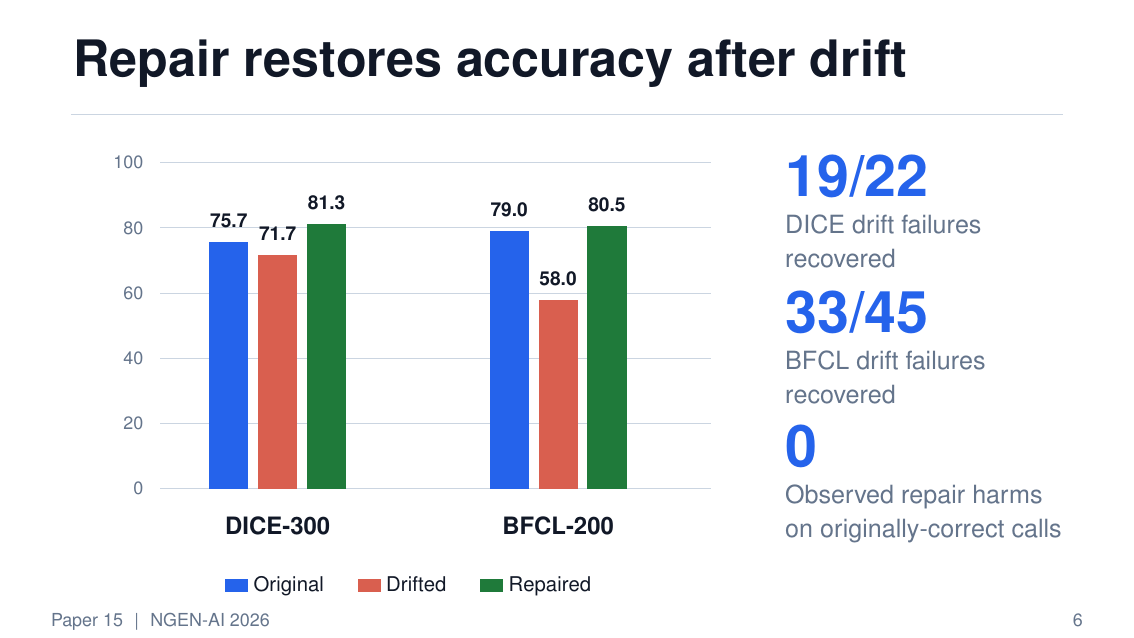 Repair restores accuracy after drift
100
80
60
40
20
0
75.7
71.7
81.3
79.0
58.0
80.5
DICE-300
BFCL-200
Original
Drifted
Repaired
19/22
DICE drift failures
recovered
33/45
BFCL drift failures
recovered
0
Observed repair harms
on originally-correct calls
Paper 15 | NGEN-AI 2026
6